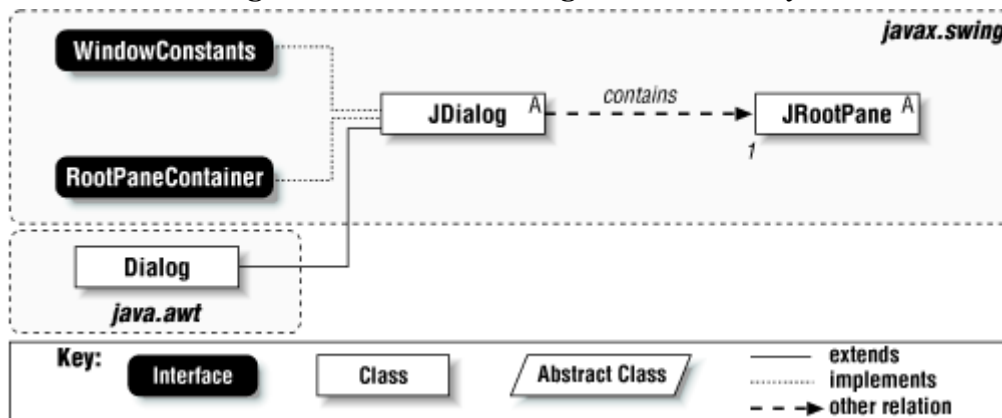 javax.swing
WindowConstants
JDialog A
contains
JRootPane A
1
RootPaneContainer
Dialog
java.awt
Key:
Interface
Class
Abstract Class
extends
implements
other relation